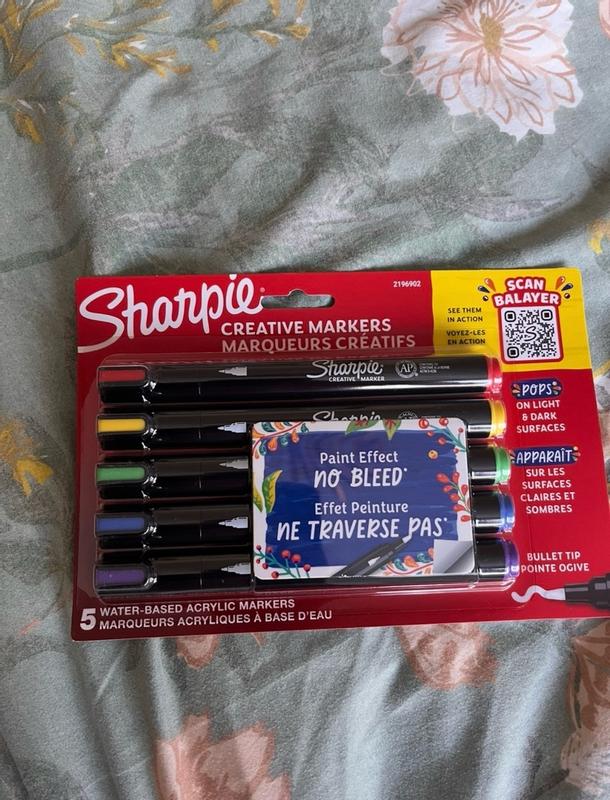 Sharpie
2196902
CREATIVE MARKERS
MARQUEURS CRÉATIFS
SEE THEM
IN ACTION
VOYEZ-LES
EN ACTION
SCAN
BALAYER
Sharpie
CREATIVE MARKER
AP
Sharpie
POPS
ON LIGHT
& DARK
SURFACES
APPARAÎT
SUR LES
SURFACES
CLAIRES ET
SOMBRES
Paint Effect
NO BLEED*
Effet Peinture
NE TRAVERSE PAS*
BULLET TIP
POINTE OGIVE
5 WATER-BASED ACRYLIC MARKERS
MARQUEURS ACRYLIQUES À BASE D'EAU